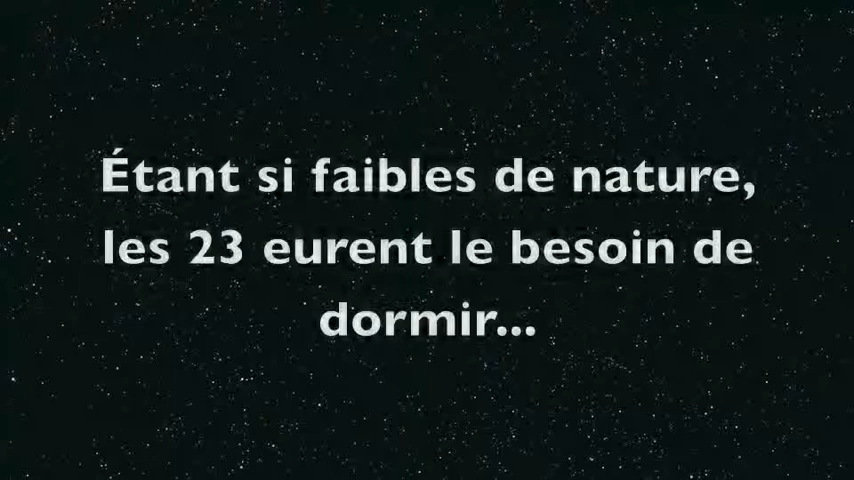 Étant si faibles de nature,
les 23 eurent le besoin de
dormir...